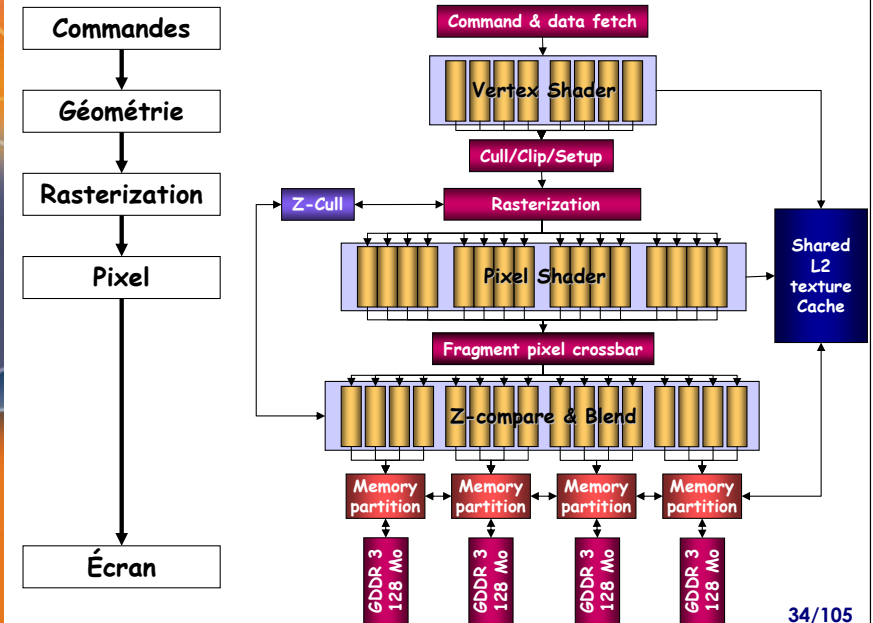 Commandes
Géométrie
Rasterization
Pixel
Écran
Command & data fetch
Vertex Shader
Cull/Clip/Setup
Z-Cull
Rasterization
Pixel Shader
Shared
L2
texture
Cache
Fragment pixel crossbar
Z-compare & Blend
Memory
partition
Memory
partition
Memory
partition
Memory
partition
GDDR 3
128 Mo
GDDR 3
128 Mo
GDDR 3
128 Mo
GDDR 3
128 Mo
34/105